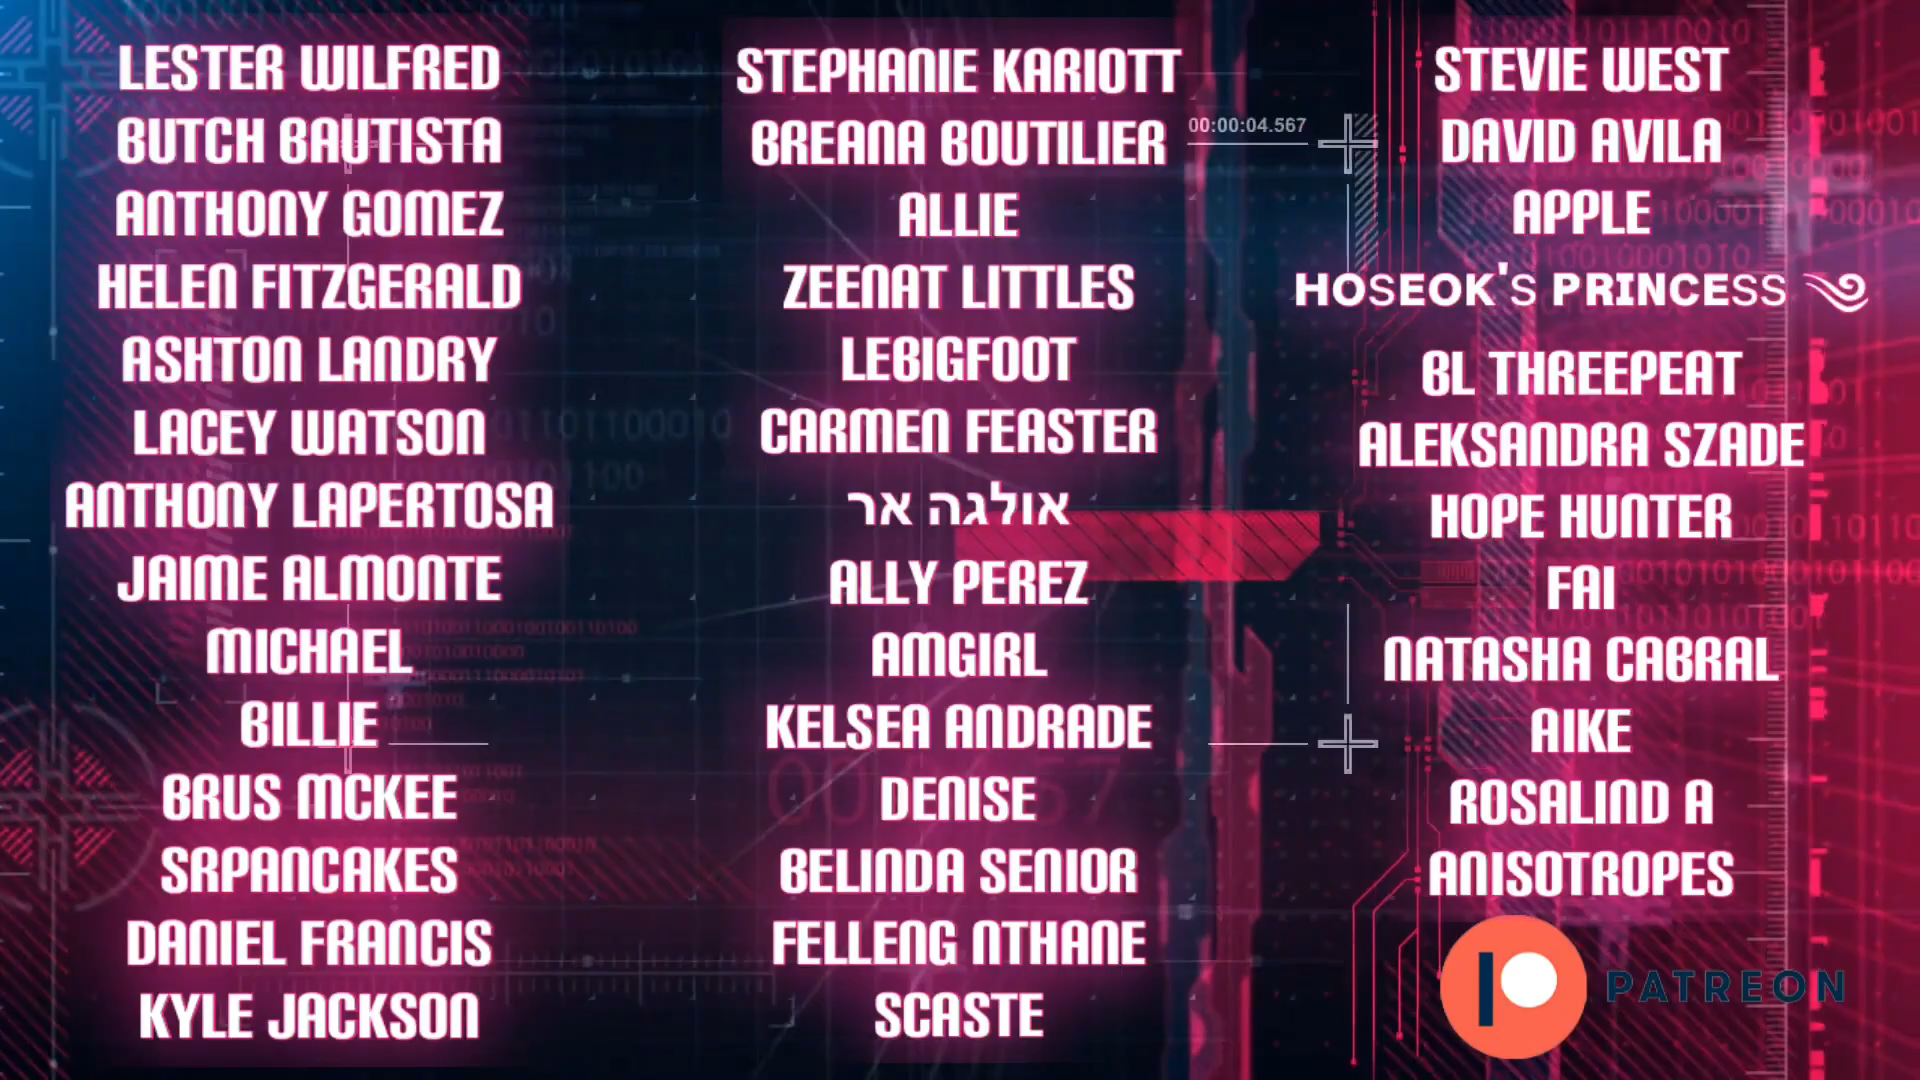 LESTER WILFRED
BUTCH BAUTISTA
ANTHONY GOMEZ
HELEN FITZGERALD
ASHTON LANDRY
LACEY WATSON
ANTHONY LAPERTOSA
JAIME ALMONTE
MICHAEL
BILLIE
BRUS MCKEE
SRPANCAKES
DANIEL FRANCIS
KYLE JACKSON
STEPHANIE KARIOTT
BREANA BOUTILIER
ALLIE
ZEENAT LITTLES
LEBIGFOOT
CARMEN FEASTER
אולגה אר
ALLY PEREZ
AMGIRL
KELSEA ANDRADE
DENISE
BELINDA SENIOR
FELLENG NTHANE
SCASTE
00:00:04.567
STEVIE WEST
DAVID AVILA
APPLE
HOSEOK'S PRINCESS
BL THREEPEAT
ALEKSANDRA SZADE
HOPE HUNTER
FAI
NATASHA CABRAL
AIKE
ROSALIND A
ANISOTROPES
PATREON